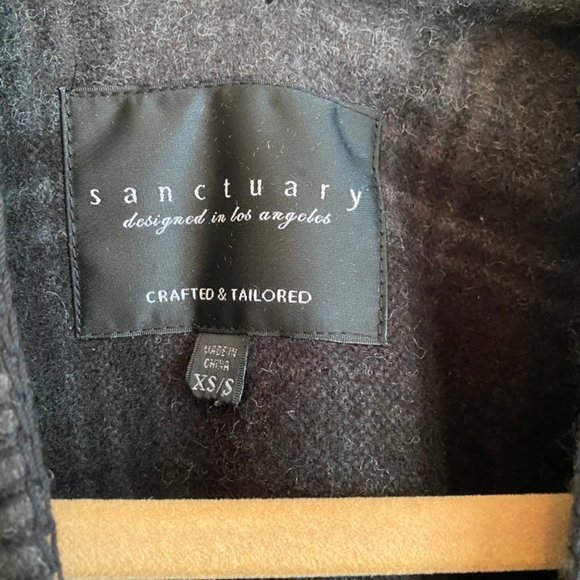 sanctuary
designed in los angeles
CRAFTED & TAILORED
MADE IN
CHINA
XS/S